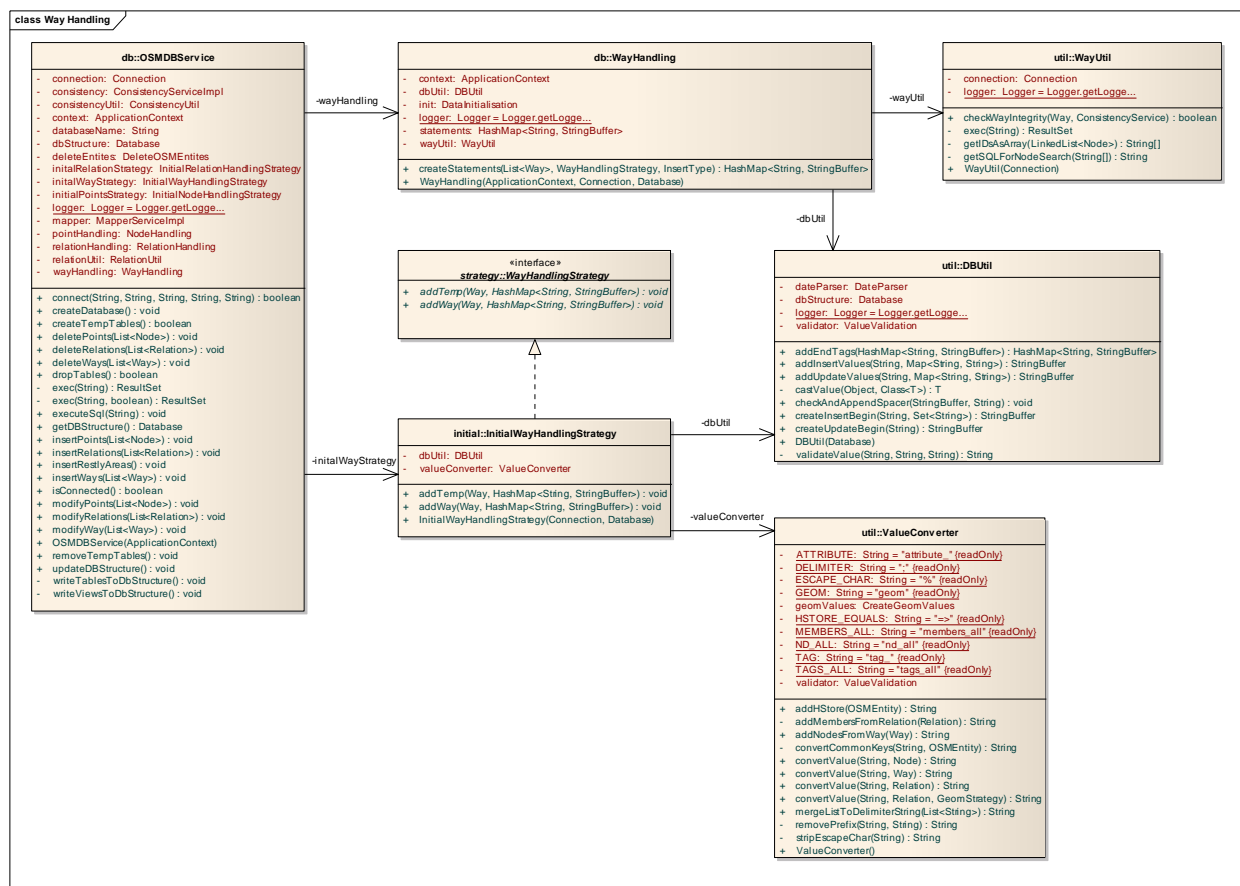 class Way Handling
db::OSMDBService
- connection: Connection
- consistency: ConsistencyServiceImpl
- consistencyUtil: ConsistencyUtil
- context: ApplicationContext
- databaseName: String
- dbStructure: Database
- deleteEntites: DeleteOSMEntites
- initalRelationStrategy: InitialRelationHandlingStrategy
- initalWayStrategy: InitialWayHandlingStrategy
- initialPointsStrategy: InitialNodeHandlingStrategy
- logger: Logger = Logger.getLogge...
- mapper: MapperServiceImpl
- pointHandling: NodeHandling
- relationHandling: RelationHandling
- relationUtil: RelationUtil
- wayHandling: WayHandling
+ connect(String, String, String, String, String) : boolean
+ createDatabase() : void
+ createTempTables() : boolean
+ deletePoints(List<Node>) : void
+ deleteRelations(List<Relation>) : void
+ deleteWays(List<Way>) : void
+ dropTables() : boolean
- exec(String) : ResultSet
- exec(String, boolean) : ResultSet
+ executeSql(String) : void
+ getDBStructure() : Database
+ insertPoints(List<Node>) : void
+ insertRelations(List<Relation>) : void
+ insertRestlyAreas() : void
+ insertWays(List<Way>) : void
+ isConnected() : boolean
+ modifyPoints(List<Node>) : void
+ modifyRelations(List<Relation>) : void
+ modifyWay(List<Way>) : void
+ OSMDBService(ApplicationContext)
+ removeTempTables() : void
+ updateDBStructure() : void
- writeTablesToDbStructure() : void
- writeViewsToDbStructure() : void
-wayHandling
db::WayHandling
- context: ApplicationContext
- dbUtil: DBUtil
- init: DataInitialisation
- logger: Logger = Logger.getLogge...
- statements: HashMap<String, StringBuffer>
- wayUtil: WayUtil
+ createStatements(List<Way>, WayHandlingStrategy, InsertType) : HashMap<String, StringBuffer>
+ WayHandling(ApplicationContext, Connection, Database)
-wayUtil
util::WayUtil
- connection: Connection
- logger: Logger = Logger.getLogge...
+ checkWayIntegrity(Way, ConsistencyService) : boolean
- exec(String) : ResultSet
- getIDsAsArray(LinkedList<Node>) : String[]
- getSQLForNodeSearch(String[]) : String
+ WayUtil(Connection)
-dbUtil
«interface»
strategy::WayHandlingStrategy
+ addTemp(Way, HashMap<String, StringBuffer>) : void
+ addWay(Way, HashMap<String, StringBuffer>) : void
util::DBUtil
- dateParser: DateParser
- dbStructure: Database
- logger: Logger = Logger.getLogge...
- validator: ValueValidation
+ addEndTags(HashMap<String, StringBuffer>) : HashMap<String, StringBuffer>
+ addInsertValues(String, Map<String, String>) : StringBuffer
+ addUpdateValues(String, Map<String, String>) : StringBuffer
- castValue(Object, Class<T>) : T
+ checkAndAppendSpacer(StringBuffer, String) : void
+ createInsertBegin(String, Set<String>) : StringBuffer
+ createUpdateBegin(String) : StringBuffer
+ DBUtil(Database)
- validateValue(String, String, String) : String
-initalWayStrategy
initial::InitialWayHandlingStrategy
- dbUtil: DBUtil
- valueConverter: ValueConverter
+ addTemp(Way, HashMap<String, StringBuffer>) : void
+ addWay(Way, HashMap<String, StringBuffer>) : void
+ InitialWayHandlingStrategy(Connection, Database)
-dbUtil
-valueConverter
util::ValueConverter
- ATTRIBUTE: String = "attribute_" {readOnly}
- DELIMITER: String = ";" {readOnly}
- ESCAPE_CHAR: String = "%" {readOnly}
- GEOM: String = "geom" {readOnly}
- geomValues: CreateGeomValues
- HSTORE_EQUALS: String = "=>" {readOnly}
- MEMBERS_ALL: String = "members_all" {readOnly}
- ND_ALL: String = "nd_all" {readOnly}
- TAG: String = "tag_" {readOnly}
- TAGS_ALL: String = "tags_all" {readOnly}
- validator: ValueValidation
+ addHStore(OSMEntity) : String
- addMembersFromRelation(Relation) : String
+ addNodesFromWay(Way) : String
- convertCommonKeys(String, OSMEntity) : String
+ convertValue(String, Node) : String
+ convertValue(String, Way) : String
+ convertValue(String, Relation) : String
+ convertValue(String, Relation, GeomStrategy) : String
+ mergeListToDelimiterString(List<String>) : String
- removePrefix(String, String) : String
- stripEscapeChar(String) : String
+ ValueConverter()